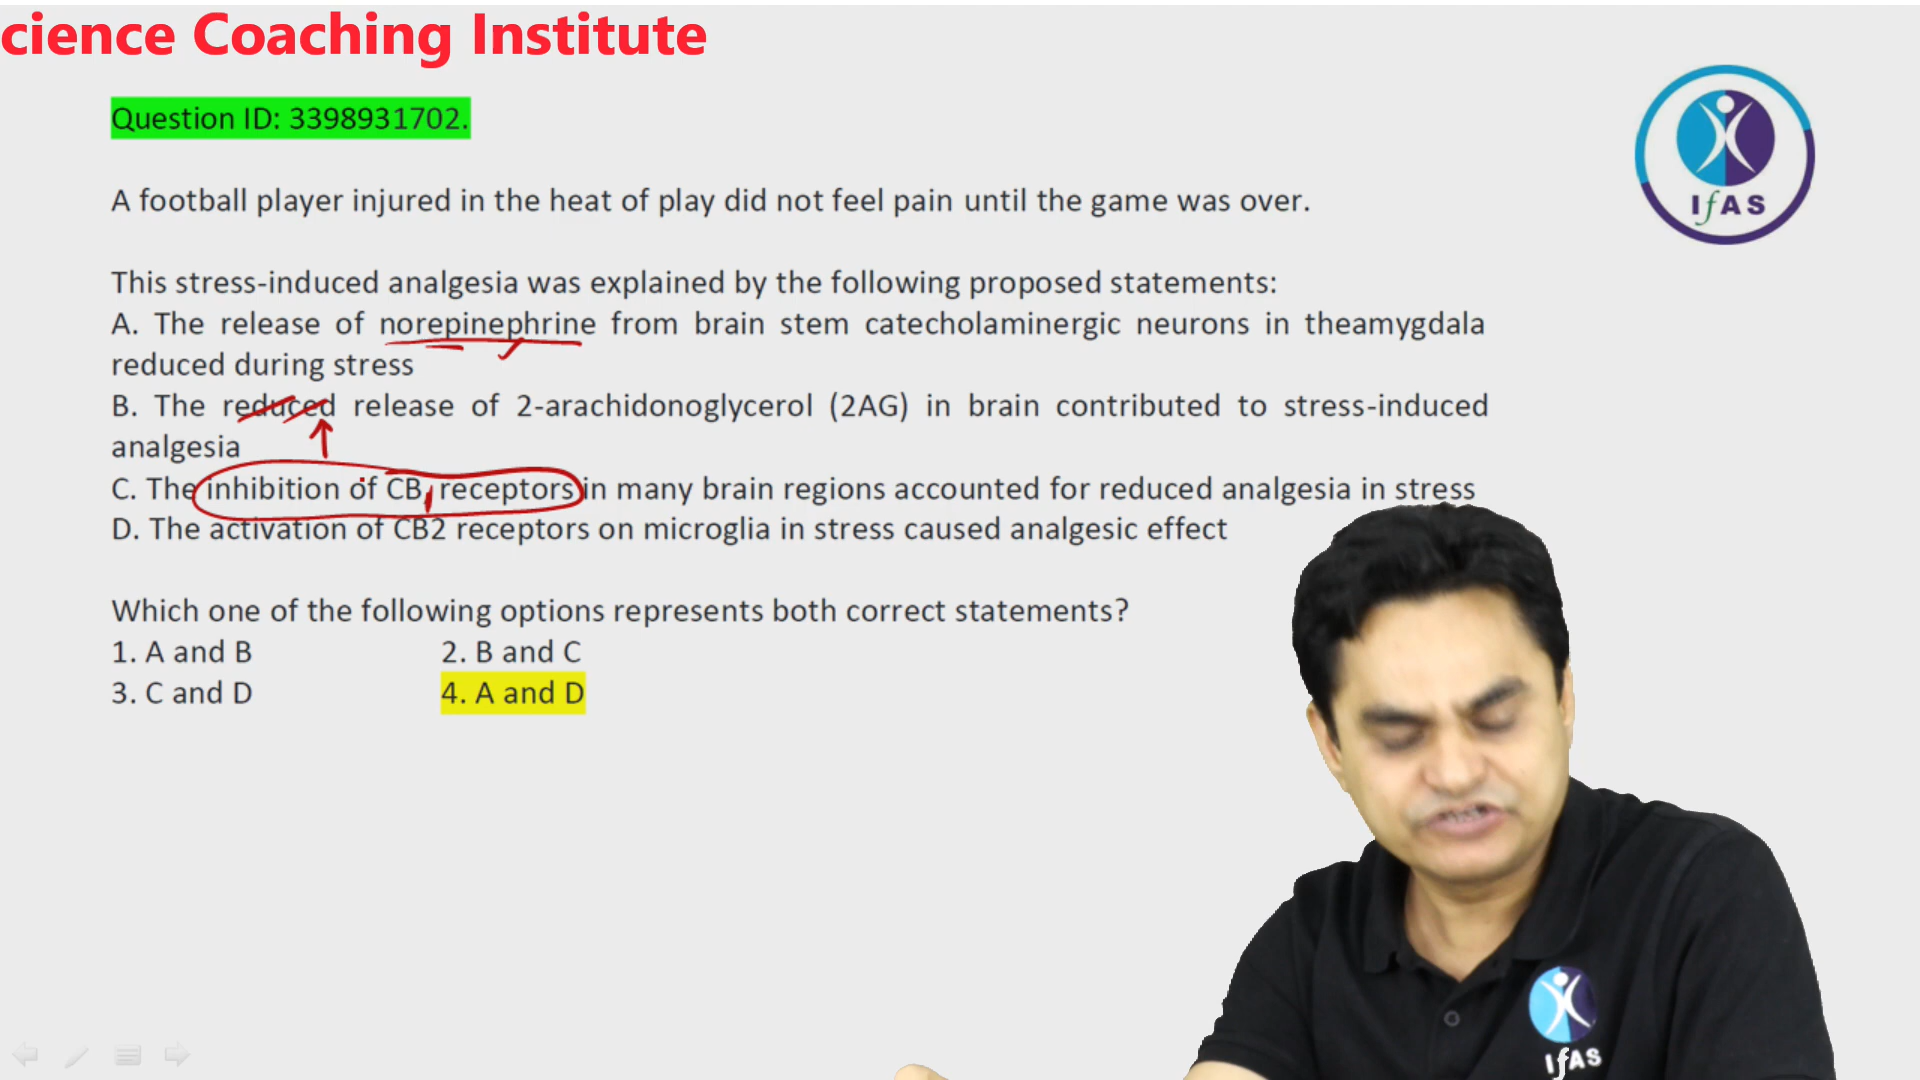 cience Coaching Institute
Question ID: 3398931702.
A football player injured in the heat of play did not feel pain until the game was over.
This stress-induced analgesia was explained by the following proposed statements:
A. The release of norepinephrine from brain stem catecholaminergic neurons in theamygdala
reduced during stress
B. The reduced release of 2-arachidonoglycerol (2AG) in brain contributed to stress-induced
analgesia
C. The inhibition of CB1 receptors in many brain regions accounted for reduced analgesia in stress
D. The activation of CB2 receptors on microglia in stress caused analgesic effect
Which one of the following options represents both correct statements?
1. A and B 2. B and C
3. C and D 4. A and D
IfAS
IfAS